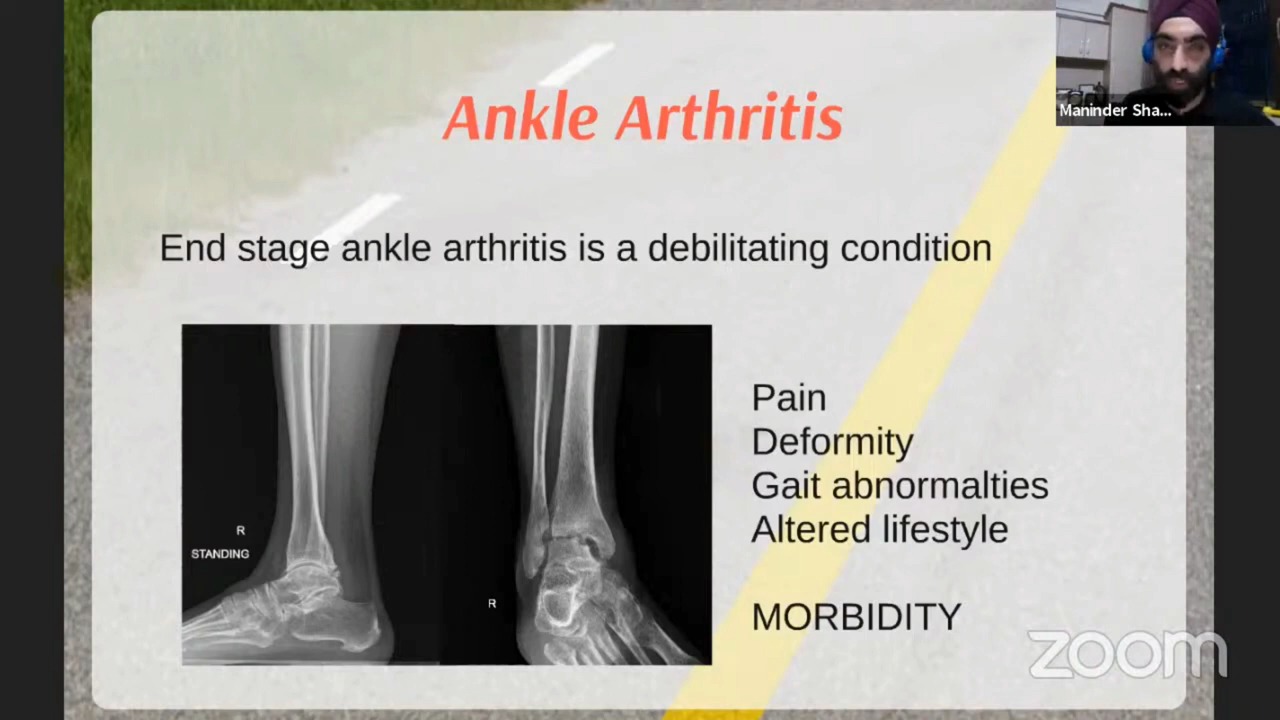 Ankle Arthritis
Maninder Sha...
End stage ankle arthritis is a debilitating condition
R
STANDING
R
Pain
Deformity
Gait abnormalties
Altered lifestyle
MORBIDITY
zoom